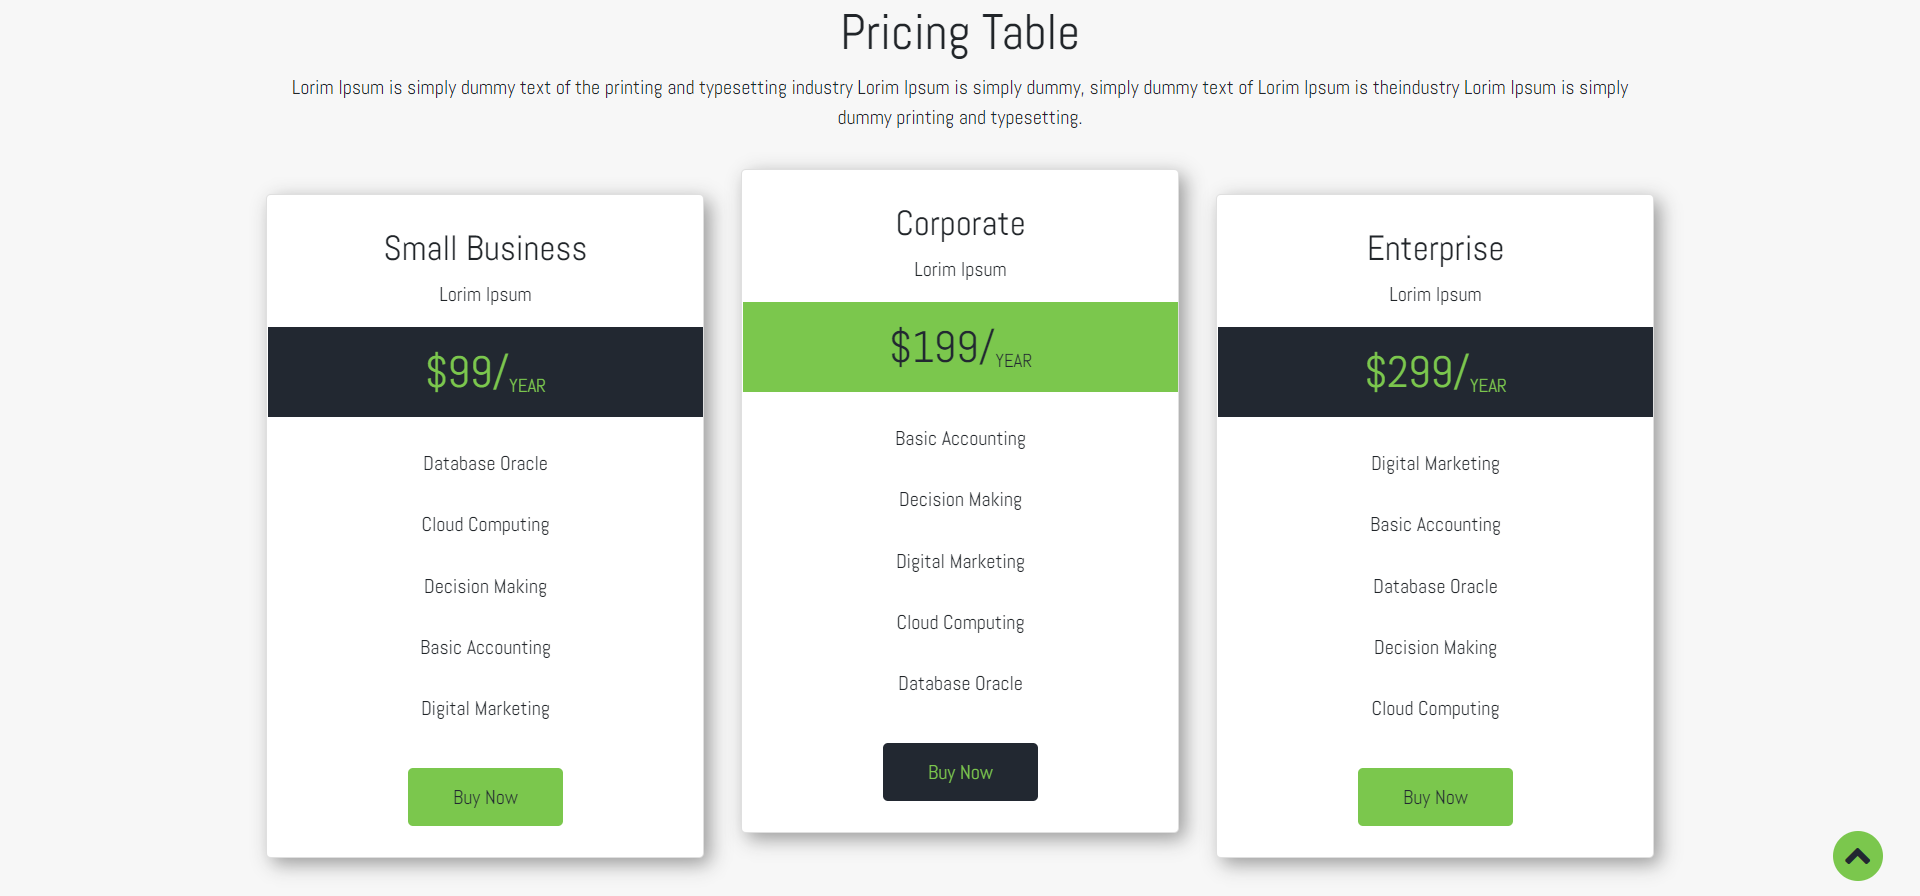 Pricing Table
Lorim Ipsum is simply dummy text of the printing and typesetting industry Lorim Ipsum is simply dummy, simply dummy text of Lorim Ipsum is theindustry Lorim Ipsum is simply
dummy printing and typesetting.
Small Business
Lorim Ipsum
$99/YEAR
Database Oracle
Cloud Computing
Decision Making
Basic Accounting
Digital Marketing
Buy Now
Corporate
Lorim Ipsum
$199/YEAR
Basic Accounting
Decision Making
Digital Marketing
Cloud Computing
Database Oracle
Buy Now
Enterprise
Lorim Ipsum
$299/YEAR
Digital Marketing
Basic Accounting
Database Oracle
Decision Making
Cloud Computing
Buy Now